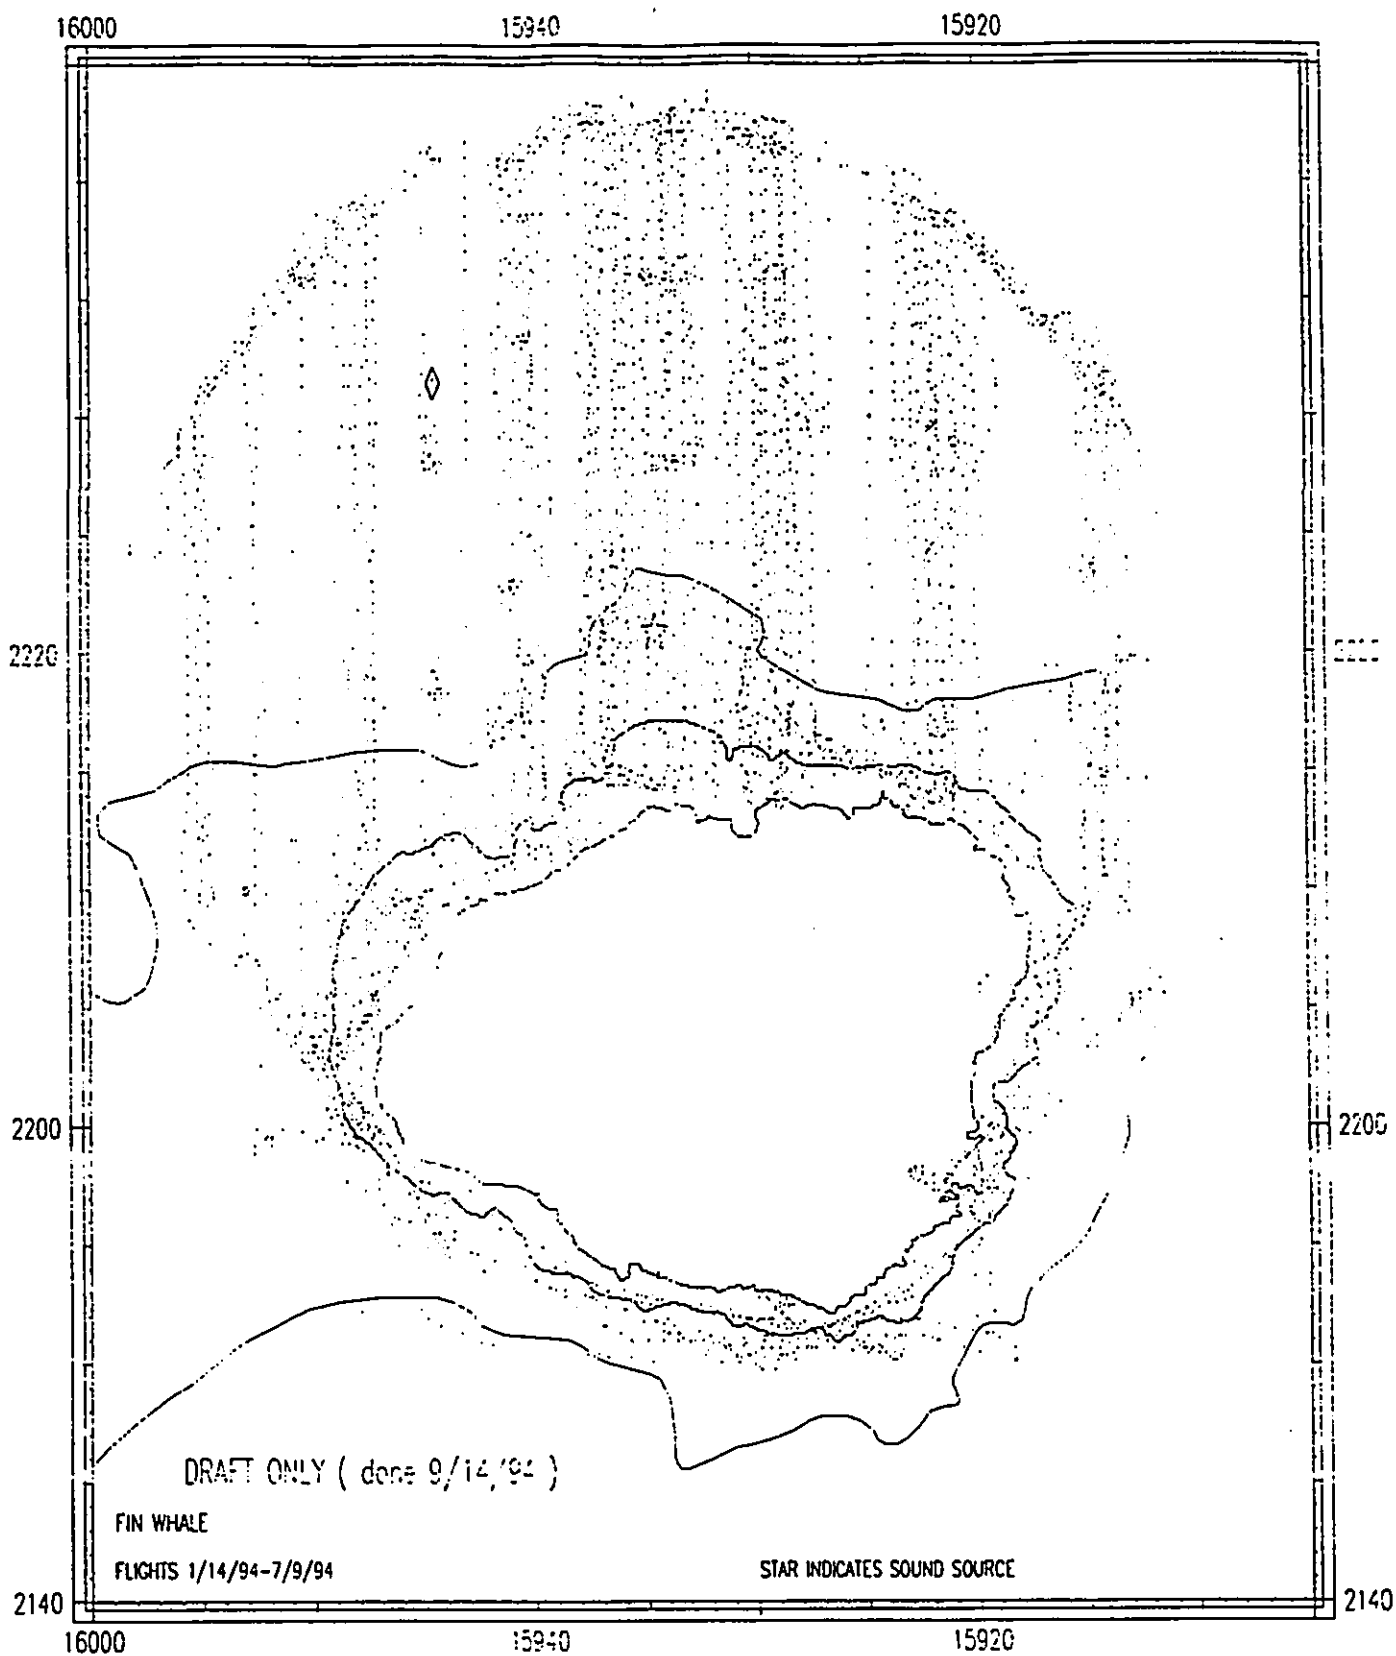 16000 15940 15920
2220
2200 2200
DRAFT ONLY ( done 9/14/94 )
FIN WHALE
FLIGHTS 1/14/94-7/9/94 STAR INDICATES SOUND SOURCE
2140 2140
16000 15940 15920